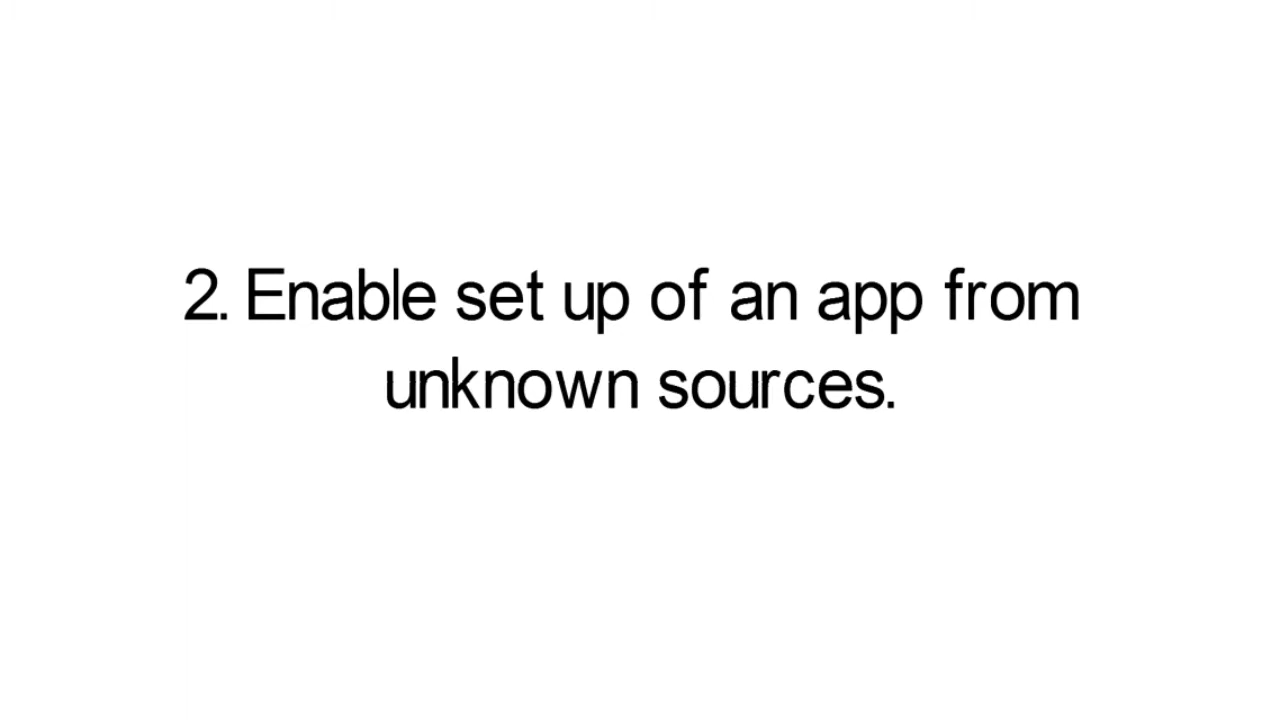 2. Enable set up of an app from
unknown sources.